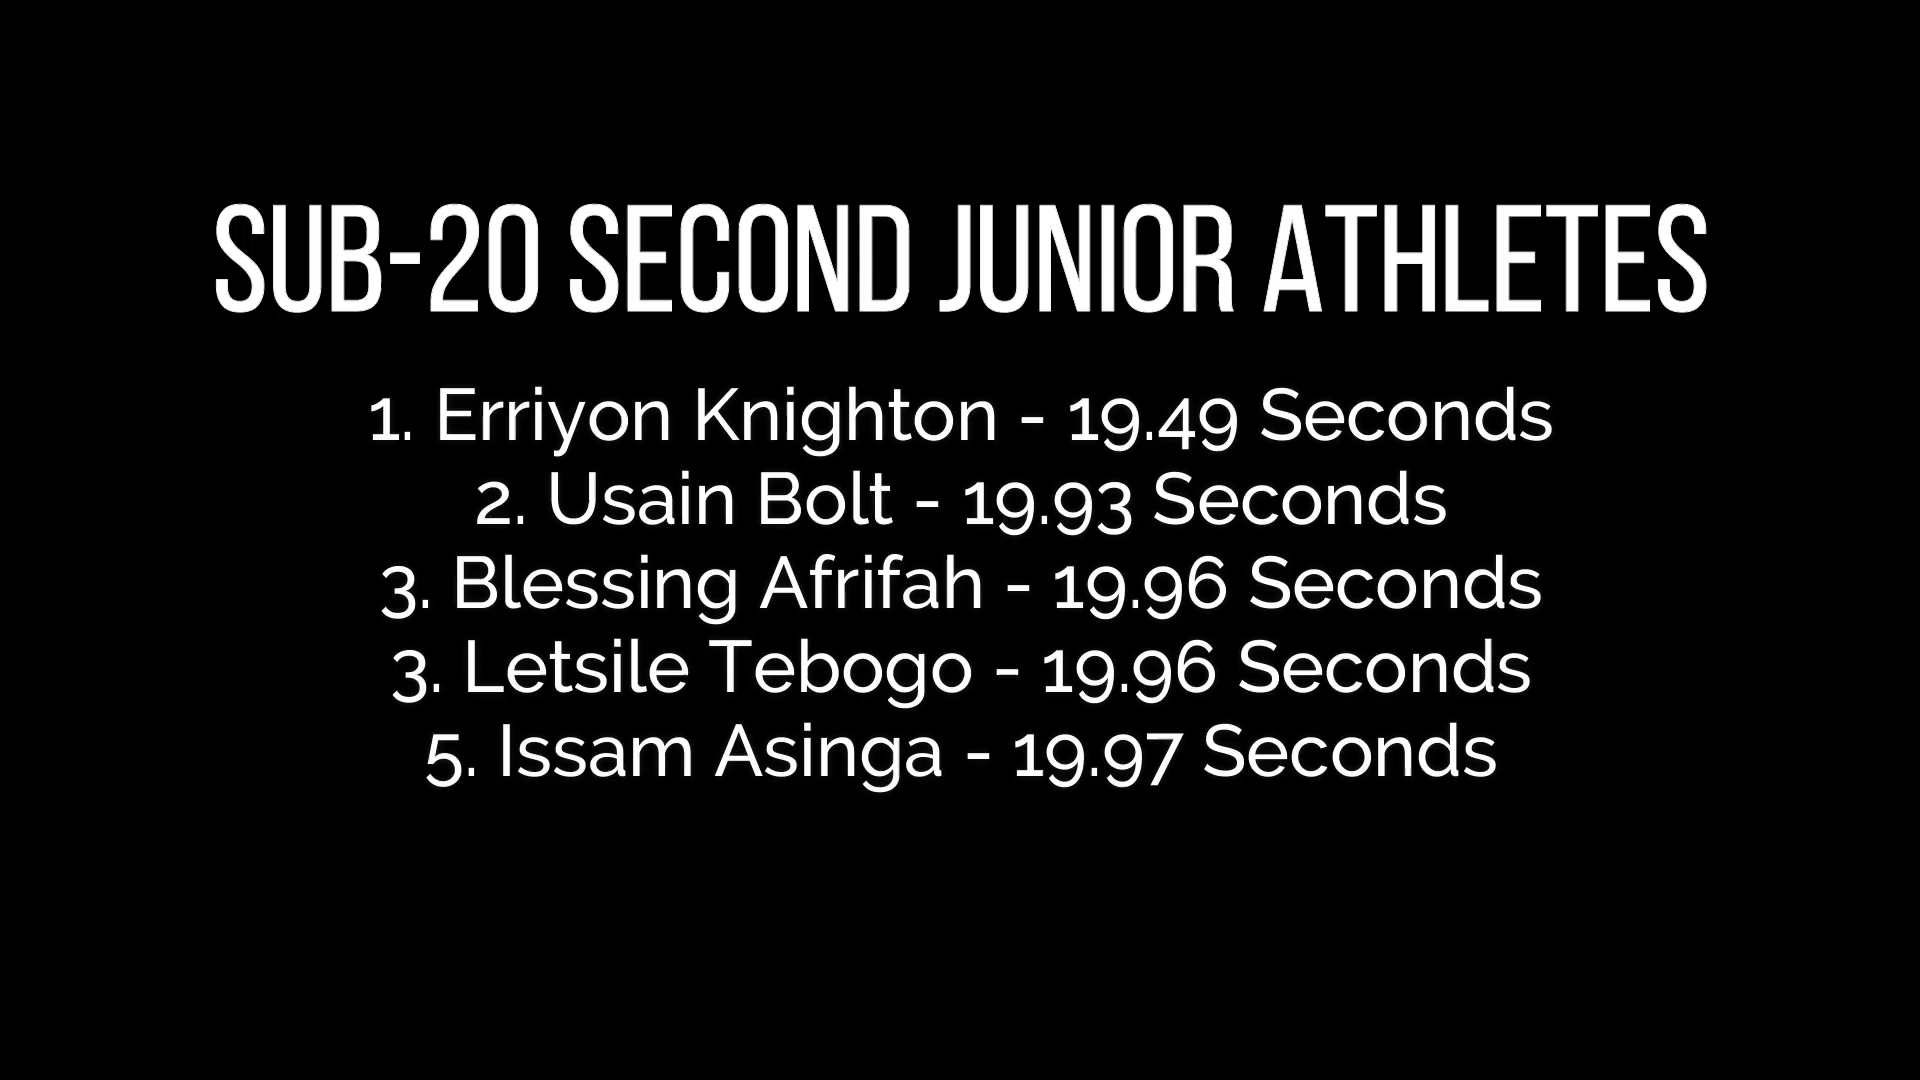 SUB-20 SECOND JUNIOR ATHLETES
1. Erriyon Knighton - 19.49 Seconds
2. Usain Bolt - 19.93 Seconds
3. Blessing Afrifah - 19.96 Seconds
3. Letsile Tebogo - 19.96 Seconds
5. Issam Asinga - 19.97 Seconds